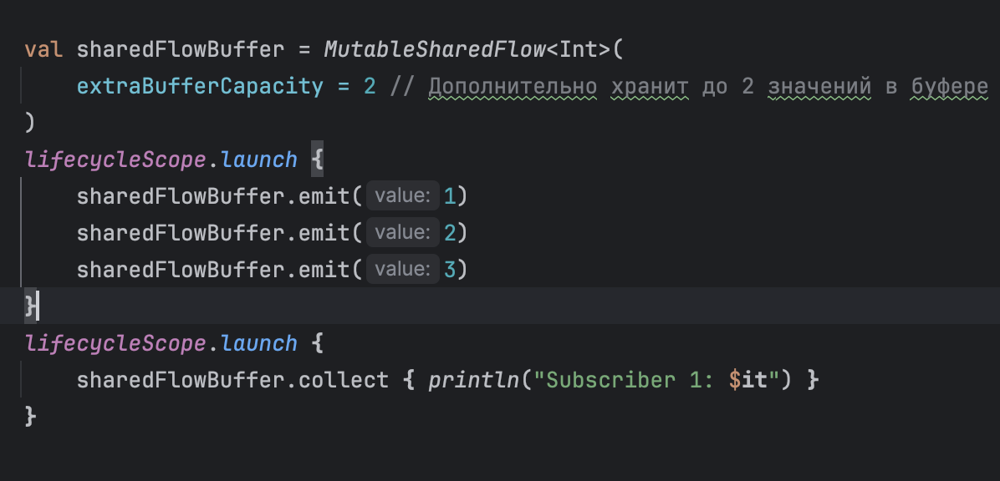 val sharedFlowBuffer = MutableSharedFlow<Int>(
    extraBufferCapacity = 2 // Дополнительно хранит до 2 значений в буфере
)
lifecycleScope.launch {
    sharedFlowBuffer.emit( value: 1)
    sharedFlowBuffer.emit( value: 2)
    sharedFlowBuffer.emit( value: 3)
}
lifecycleScope.launch {
    sharedFlowBuffer.collect { println("Subscriber 1: $it") }
}